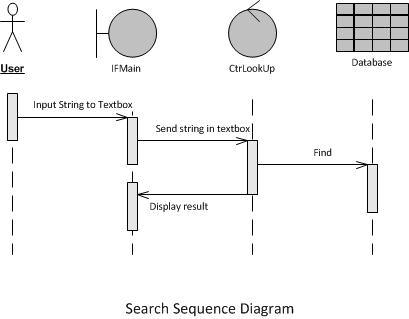 User
IFMain
CtrLookUp
Database
Input String to Textbox
Send string in textbox
Find
Display result
Search Sequence Diagram